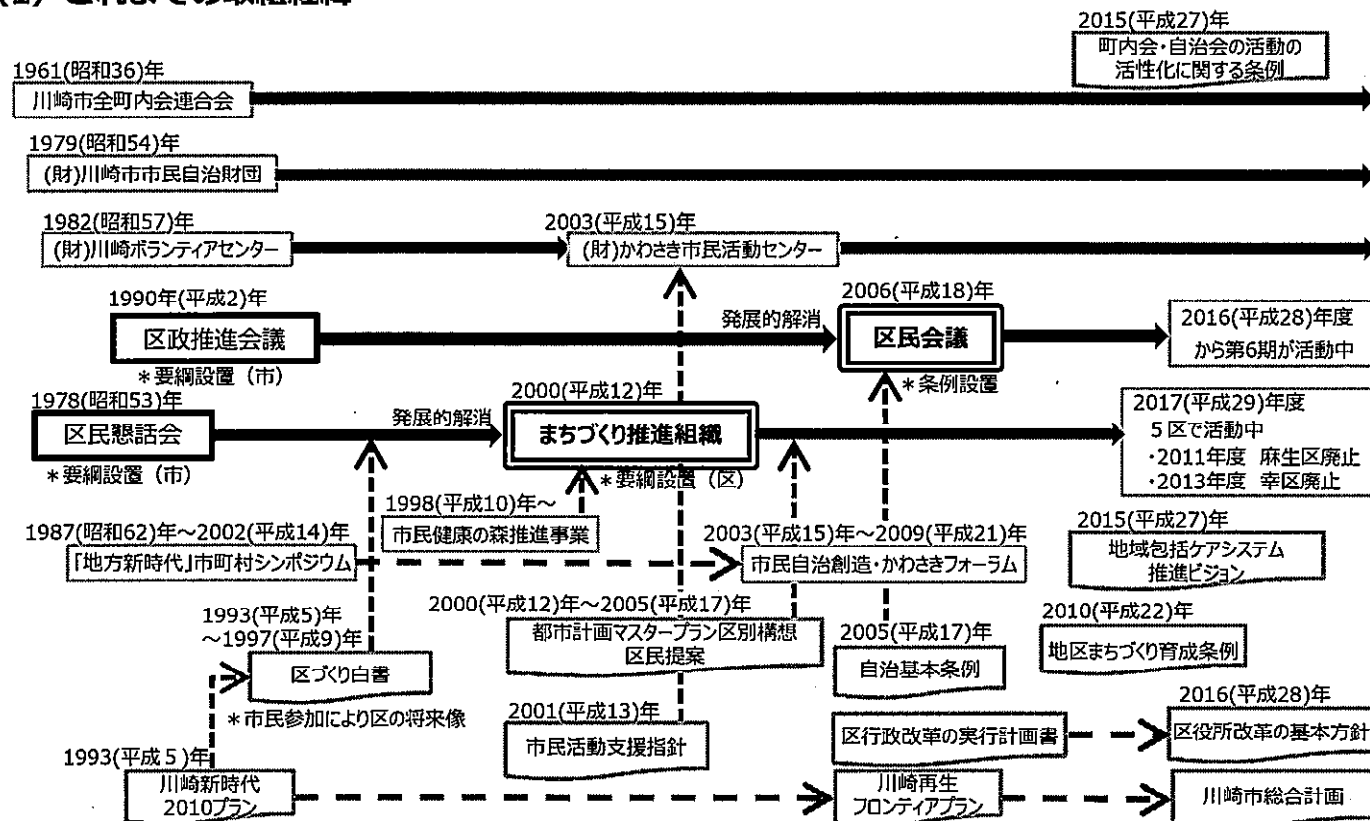 2015(平成27)年
町内会・自治会の活動の
活性化に関する条例
1961(昭和36)年
川崎市全町内会連合会
1979(昭和54)年
(財)川崎市市民自治財団
1982(昭和57)年
(財)川崎ボランティアセンター
2003(平成15)年
(財)かわさき市民活動センター
1990年(平成2)年
区政推進会議
*要綱設置（市）
発展的解消
2006(平成18)年
区民会議
*条例設置
2016(平成28)年度
から第6期が活動中
1978(昭和53)年
区民懇話会
*要綱設置（市）
発展的解消
2000(平成12)年
まちづくり推進組織
*要綱設置（区）
2017(平成29)年度
5区で活動中
・2011年度 麻生区廃止
・2013年度 幸区廃止
1998(平成10)年～
市民健康の森推進事業
1987(昭和62)年～2002(平成14)年
「地方新時代」市町村シンポジウム
2003(平成15)年～2009(平成21)年
市民自治創造・かわさきフォーラム
2015(平成27)年
地域包括ケアシステム
推進ビジョン
1993(平成5)年
～1997(平成9)年
区づくり白書
*市民参加により区の将来像
2000(平成12)年～2005(平成17)年
都市計画マスタープラン区別構想
区民提案
2005(平成17)年
自治基本条例
2010(平成22)年
地区まちづくり育成条例
2001(平成13)年
市民活動支援指針
区行政改革の実行計画書
2016(平成28)年
区役所改革の基本方針
1993(平成5)年
川崎新時代
2010プラン
川崎再生
フロンティアプラン
川崎市総合計画